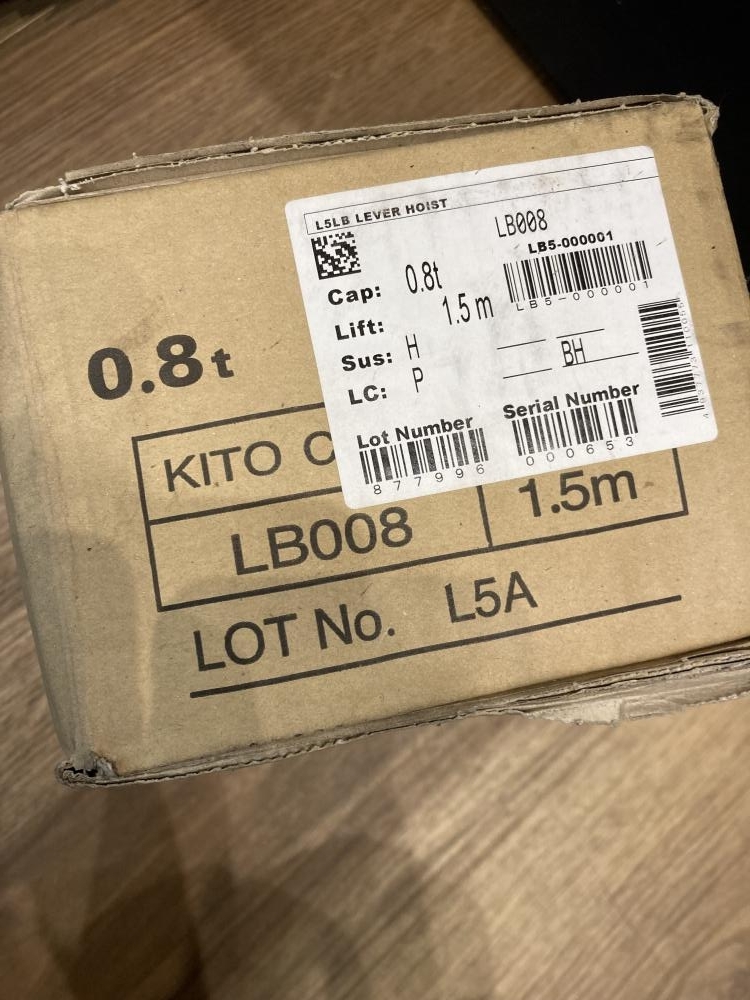 L5LB LEVER HOIST
LB008
LB5-000001
LB5-000001
Cap: 0.8t
Lift: 1.5 m
Sus: H
BH
LC: P
Lot Number
877996
Serial Number
000653
0.8t
KITO C
LB008 1.5m
LOT No. L5A